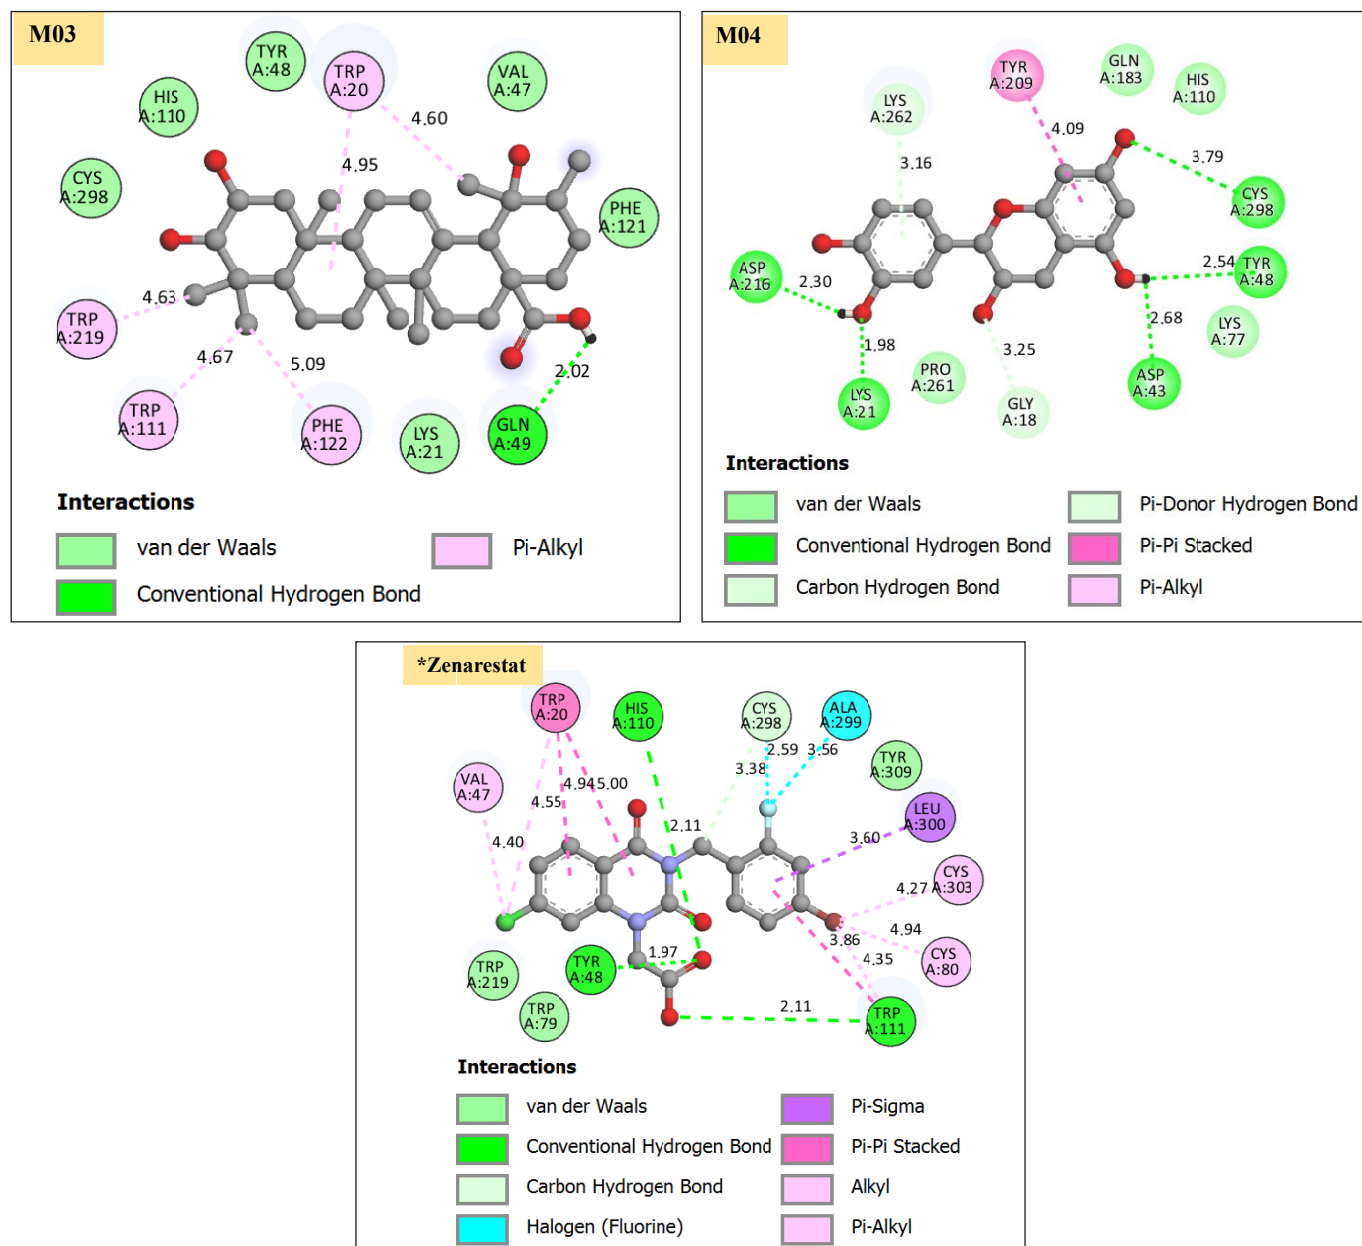 M03
TYR
A:48
TRP
A:20
VAL
A:47
HIS
A:110
4.60
4.95
CYS
A:298
PHE
A:121
4.63
TRP
A:219
4.67
5.09
2.02
TRP
A:111
PHE
A:122
LYS
A:21
GLN
A:49
Interactions
van der Waals
Conventional Hydrogen Bond
Pi-Alkyl
M04
TYR
A:209
GLN
A:183
HIS
A:110
LYS
A:262
4.09
3.16
3.79
CYS
A:298
ASP
A:216
2.30
2.54
TYR
A:48
1.98
3.25
2.68
LYS
A:77
PRO
A:261
LYS
A:21
GLY
A:18
ASP
A:43
Interactions
van der Waals
Conventional Hydrogen Bond
Carbon Hydrogen Bond
Pi-Donor Hydrogen Bond
Pi-Pi Stacked
Pi-Alkyl
*Zenarestat
TRP
A:20
HIS
A:110
CYS
A:298
ALA
A:299
2.59
3.56
TYR
A:309
VAL
A:47
4.55
4.94
5.00
3.38
LEU
A:300
4.40
2.11
3.60
CYS
A:303
4.27
4.94
3.86
4.35
CYS
A:80
TRP
A:219
TYR
A:48
1.97
TRP
A:79
2.11
TRP
A:111
Interactions
van der Waals
Conventional Hydrogen Bond
Carbon Hydrogen Bond
Halogen (Fluorine)
Pi-Sigma
Pi-Pi Stacked
Alkyl
Pi-Alkyl